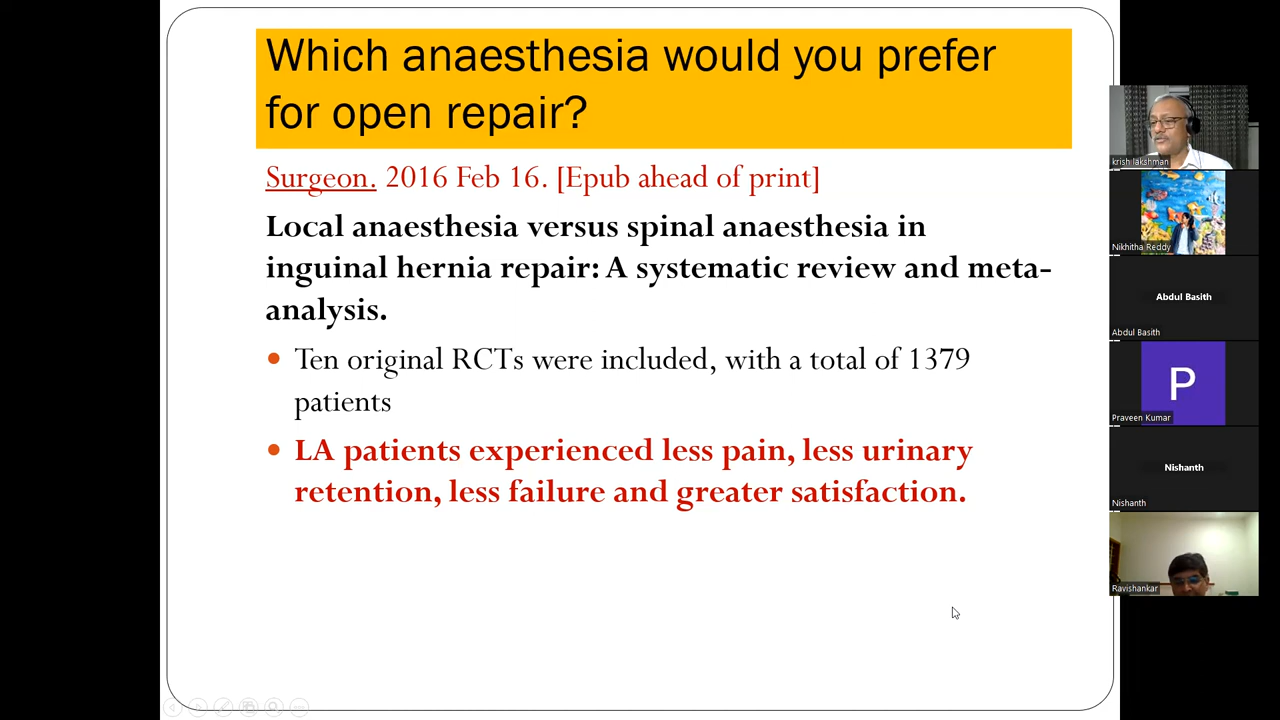 Which anaesthesia would you prefer
for open repair?
Surgeon. 2016 Feb 16. [Epub ahead of print]
Local anaesthesia versus spinal anaesthesia in
inguinal hernia repair: A systematic review and meta-
analysis.
Ten original RCTs were included, with a total of 1379
patients
LA patients experienced less pain, less urinary
retention, less failure and greater satisfaction.
krish lakshman
Nikhitha Reddy
Abdul Basith
Abdul Basith
P
Praveen Kumar
Nishanth
Nishanth
Ravishankar